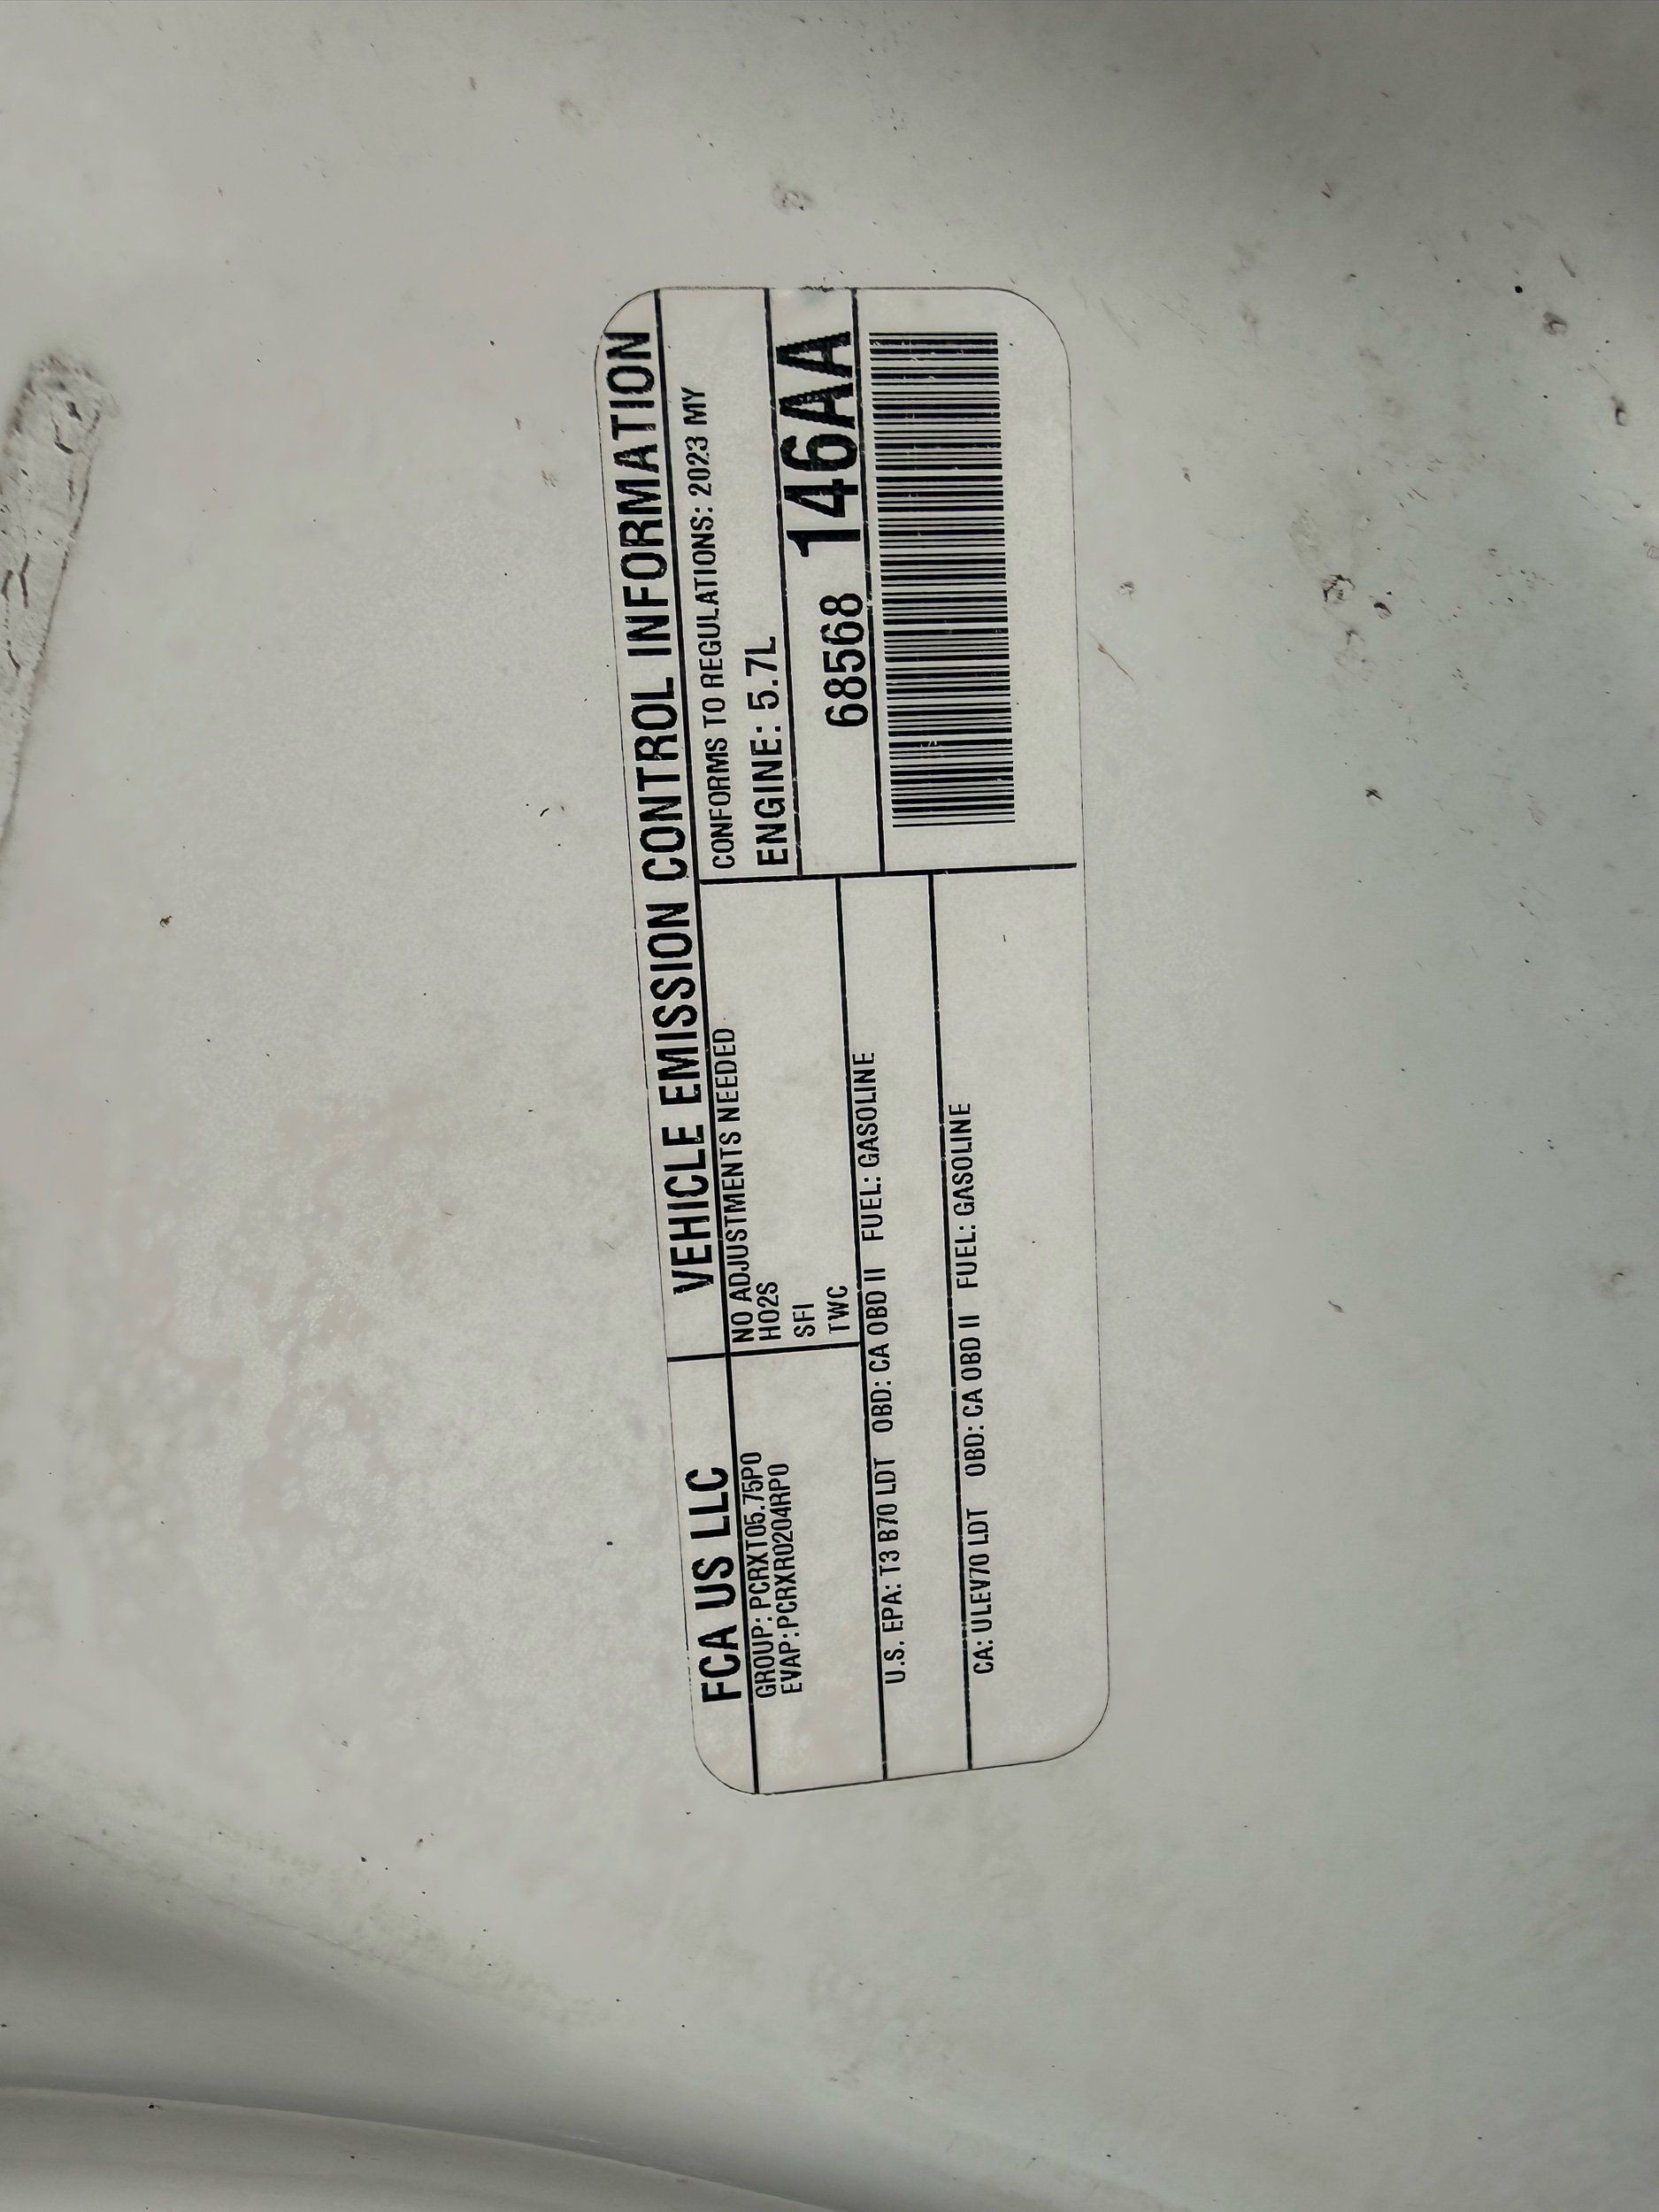 FCA US LLC VEHICLE EMISSION CONTROL INFORMATION
GROUP: PCRXT05.75P0
EVAP:PCRXR0204RP0
NO ADJUSTMENTS NEEDED
HO2S
SFI
TWC
CONFORMS TO REGULATIONS: 2023 MY
ENGINE: 5.7L
68568 146AA
U.S. EPA: T3 B70 LDT OBD: CA OBD II FUEL: GASOLINE
CA: ULEV70 LDT OBD: CA OBD II FUEL: GASOLINE